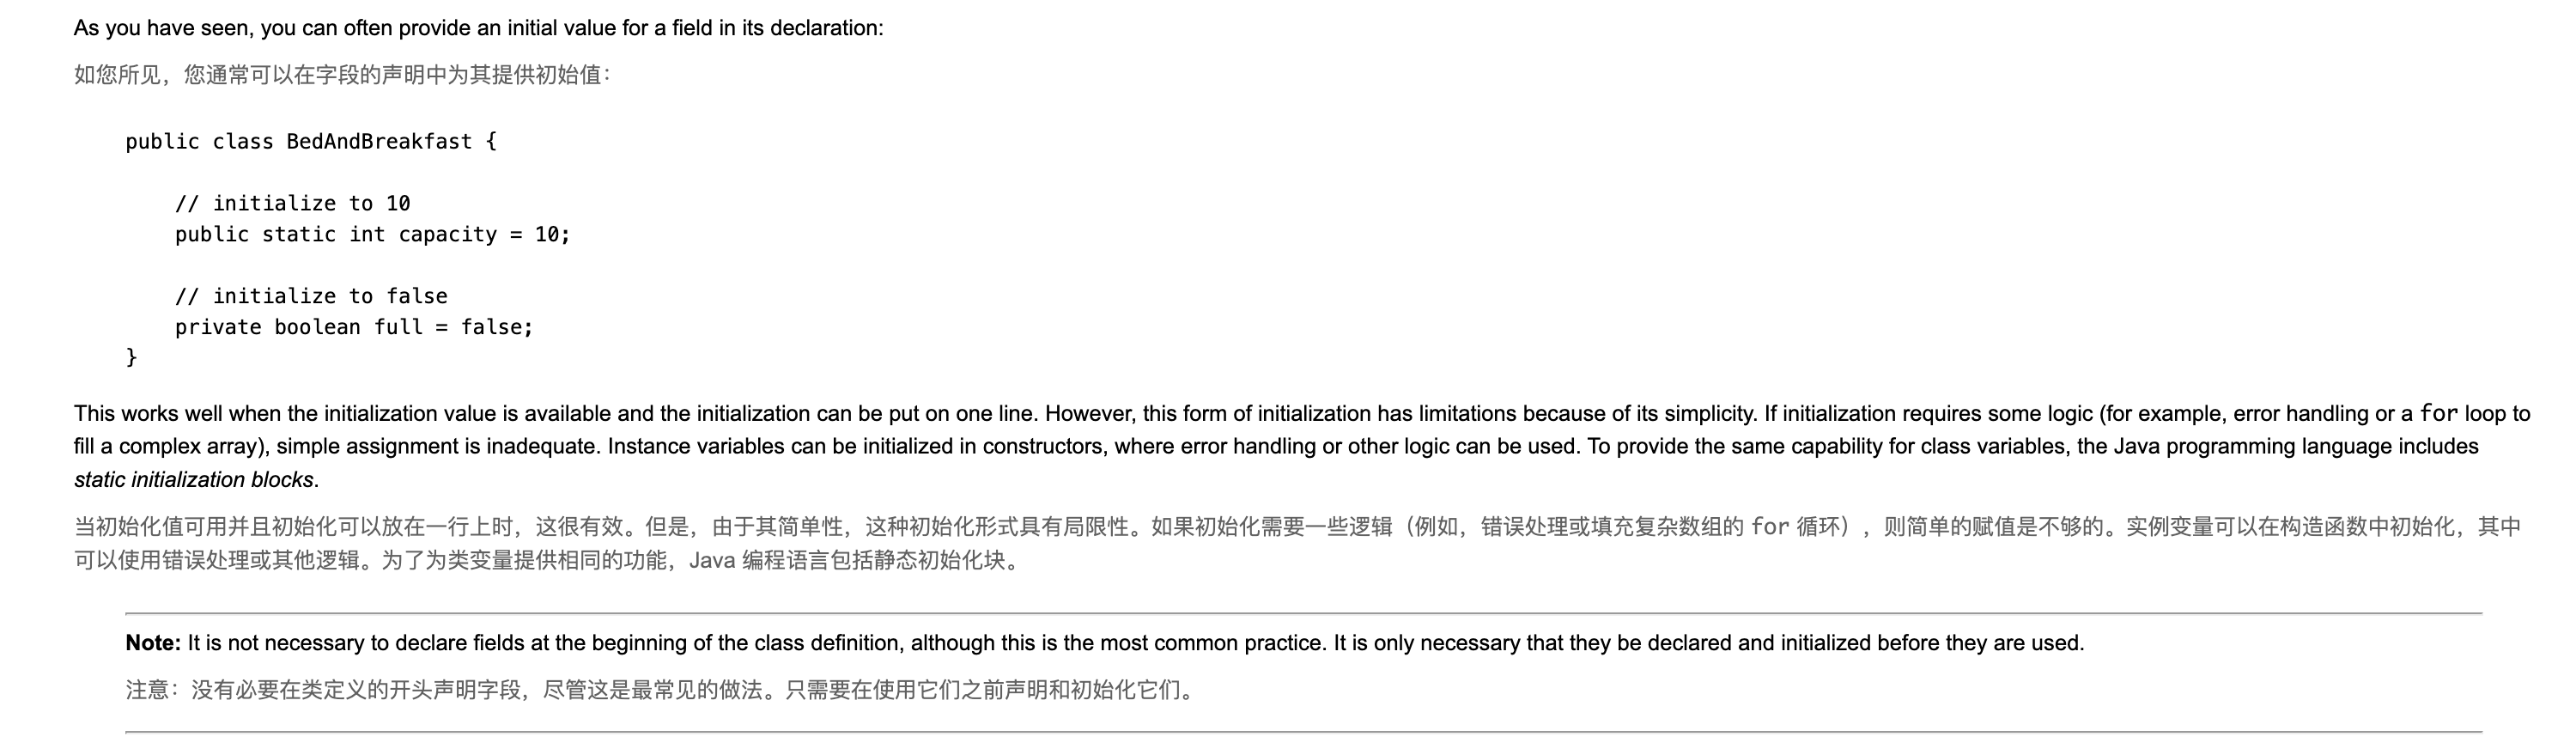 As you have seen, you can often provide an initial value for a field in its declaration:
如您所见，您通常可以在字段的声明中为其提供初始值：
public class BedAndBreakfast {
// initialize to 10
public static int capacity = 10;
// initialize to false
private boolean full = false;
}
This works well when the initialization value is available and the initialization can be put on one line. However, this form of initialization has limitations because of its simplicity. If initialization requires some logic (for example, error handling or a for loop to
fill a complex array), simple assignment is inadequate. Instance variables can be initialized in constructors, where error handling or other logic can be used. To provide the same capability for class variables, the Java programming language includes
static initialization blocks.
当初始化值可用并且初始化可以放在一行上时，这很有效。但是，由于其简单性，这种初始化形式具有局限性。如果初始化需要一些逻辑（例如，错误处理或填充复杂数组的 for 循环），则简单的赋值是不够的。实例变量可以在构造函数中初始化，其中
可以使用错误处理或其他逻辑。为了为类变量提供相同的功能，Java 编程语言包括静态初始化块。
Note: It is not necessary to declare fields at the beginning of the class definition, although this is the most common practice. It is only necessary that they be declared and initialized before they are used.
注意：没有必要在类定义的开头声明字段，尽管这是最常见的做法。只需要在使用它们之前声明和初始化它们。